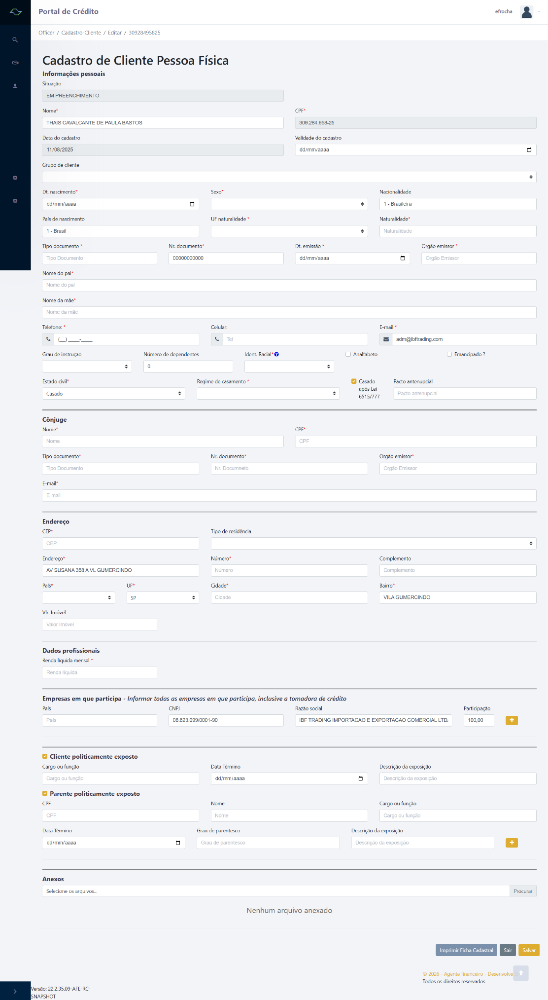 Portal de Crédito
efrocha
Officer / Cadastro-Cliente / Editar / 30928495825
Cadastro de Cliente Pessoa Física
Informações pessoais
Situação
EM PREENCHIMENTO
Nome* CPF*
THAIS CAVALCANTE DE PAULA BASTOS 309.284.958-25
Data do cadastro Validade do cadastro
11/08/2025 dd/mm/aaaa
Grupo de cliente
Dt. nascimento* Sexo* Nacionalidade
dd/mm/aaaa 1 - Brasileira
País de nascimento UF naturalidade * Naturalidade*
1 - Brasil Naturalidade
Tipo documento * Nr. documento* Dt. emissão * Orgão emissor *
Tipo Documento 00000000000 dd/mm/aaaa Orgão Emissor
Nome do pai*
Nome do pai
Nome da mãe*
Nome da mãe
Telefone: * Celular: E-mail *
(__) ____-____ Tel adm@ibftrading.com
Grau de instrução Número de dependentes Ident. Racial* Analfabeto Emancipado ?
0
Estado civil* Regime de casamento * Casado após Lei 6515/777 Pacto antenupcial
Casado Pacto antenupcial
Cônjuge
Nome* CPF*
Nome CPF
Tipo documento* Nr. documento* Orgão emissor*
Tipo Documento Nr. Documneto Orgão Emissor
E-mail*
E-mail
Endereço
CEP* Tipo de residência
CEP
Endereço* Número* Complemento
AV SUSANA 358 A VL GUMERCINDO Número Complemento
País* UF* Cidade* Bairro*
SP Cidade VILA GUMERCINDO
Vlr. Imóvel
Valor Imóvel
Dados profissionais
Renda líquida mensal *
Renda líquida
Empresas em que participa - Informar todas as empresas em que participa, inclusive a tomadora de crédito
País CNPJ Razão social Participação
País 08.623.099/0001-90 IBF TRADING IMPORTACAO E EXPORTACAO COMERCIAL LTD. 100,00
Cliente politicamente exposto
Cargo ou função Data Término Descrição da exposição
Cargo ou função dd/mm/aaaa Descrição da exposição
Parente politicamente exposto
CPF Nome Cargo ou função
CPF Nome Cargo ou função
Data Término Grau de parentesco Descrição da exposição
dd/mm/aaaa Grau de parentesco Descrição da exposição
Anexos
Selecione os arquivos... Procurar
Nenhum arquivo anexado
Imprimir Ficha Cadastral Sair Salvar
© 2026 - Agente financeiro - Desenvolve
Todos os direitos reservados
Versão: 22.2.35.09-AFE-RC-
SNAPSHOT